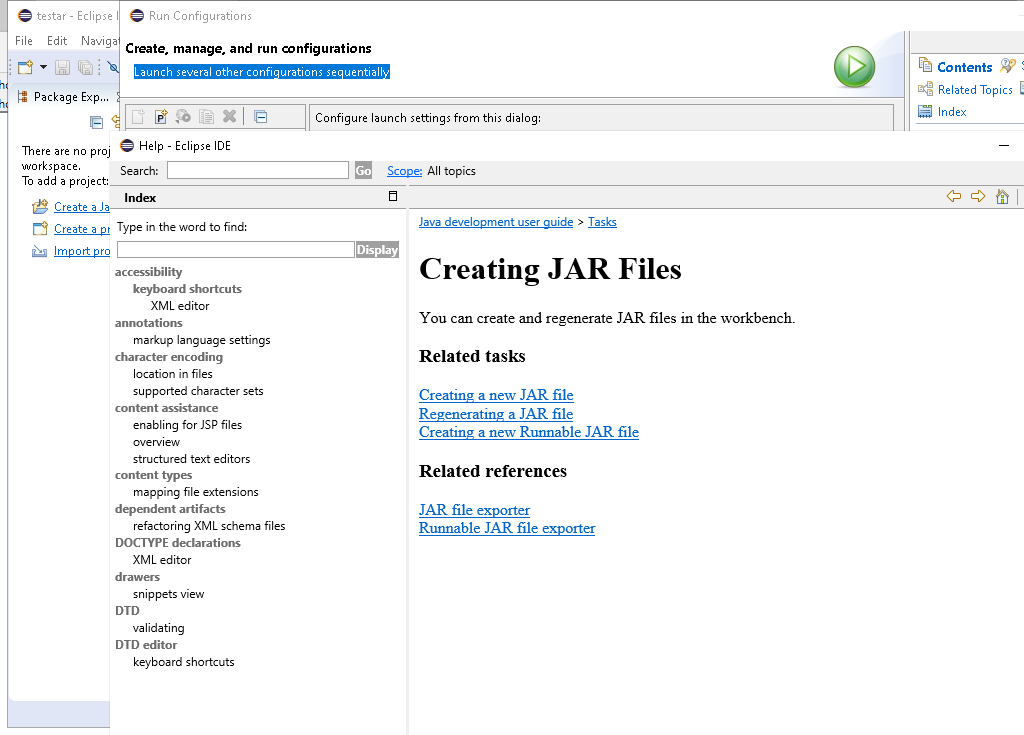 testar - Eclipse I
Run Configurations
File Edit Navigat
Create, manage, and run configurations
Launch several other configurations sequentially
Contents
Related Topics
Index
Package Exp...
Configure launch settings from this dialog:
There are no proj
workspace.
To add a project:
Create a Ja
Create a pr
Import pro
Help - Eclipse IDE
Search: Go Scope: All topics
Index
Type in the word to find:
Display
accessibility
keyboard shortcuts
XML editor
annotations
markup language settings
character encoding
location in files
supported character sets
content assistance
enabling for JSP files
overview
structured text editors
content types
mapping file extensions
dependent artifacts
refactoring XML schema files
DOCTYPE declarations
XML editor
drawers
snippets view
DTD
validating
DTD editor
keyboard shortcuts
Java development user guide > Tasks
Creating JAR Files
You can create and regenerate JAR files in the workbench.
Related tasks
Creating a new JAR file
Regenerating a JAR file
Creating a new Runnable JAR file
Related references
JAR file exporter
Runnable JAR file exporter